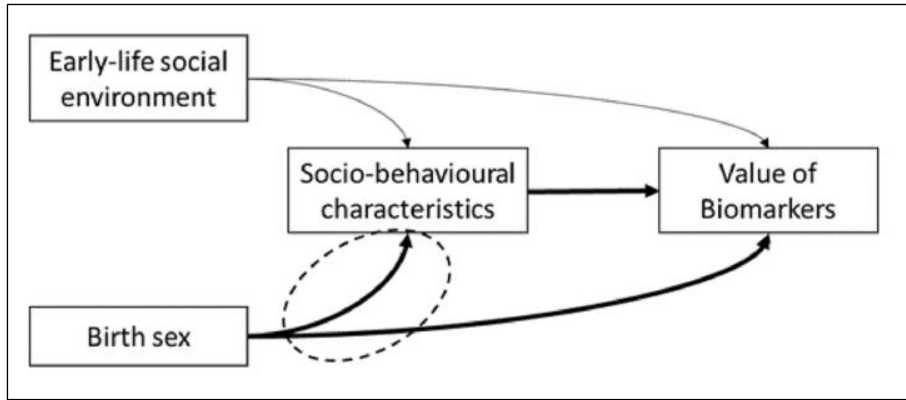 Early-life social
environment
Socio-behavioural
characteristics
Value of
Biomarkers
Birth sex